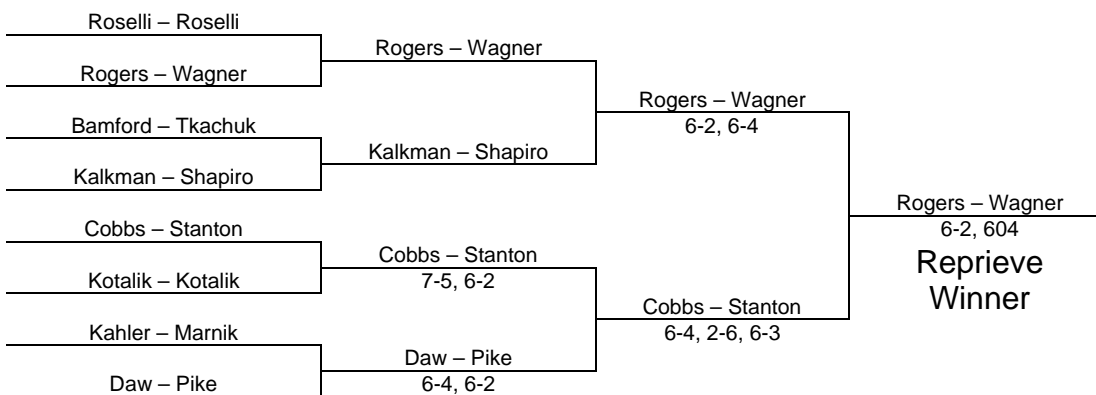 Roselli – Roselli
Rogers – Wagner
Rogers – Wagner
Rogers – Wagner
6-2, 6-4
Bamford – Tkachuk
Kalkman – Shapiro
Kalkman – Shapiro
Rogers – Wagner
6-2, 604
Reprieve
Winner
Cobbs – Stanton
Cobbs – Stanton
7-5, 6-2
Kotalik – Kotalik
Cobbs – Stanton
6-4, 2-6, 6-3
Kahler – Marnik
Daw – Pike
6-4, 6-2
Daw – Pike